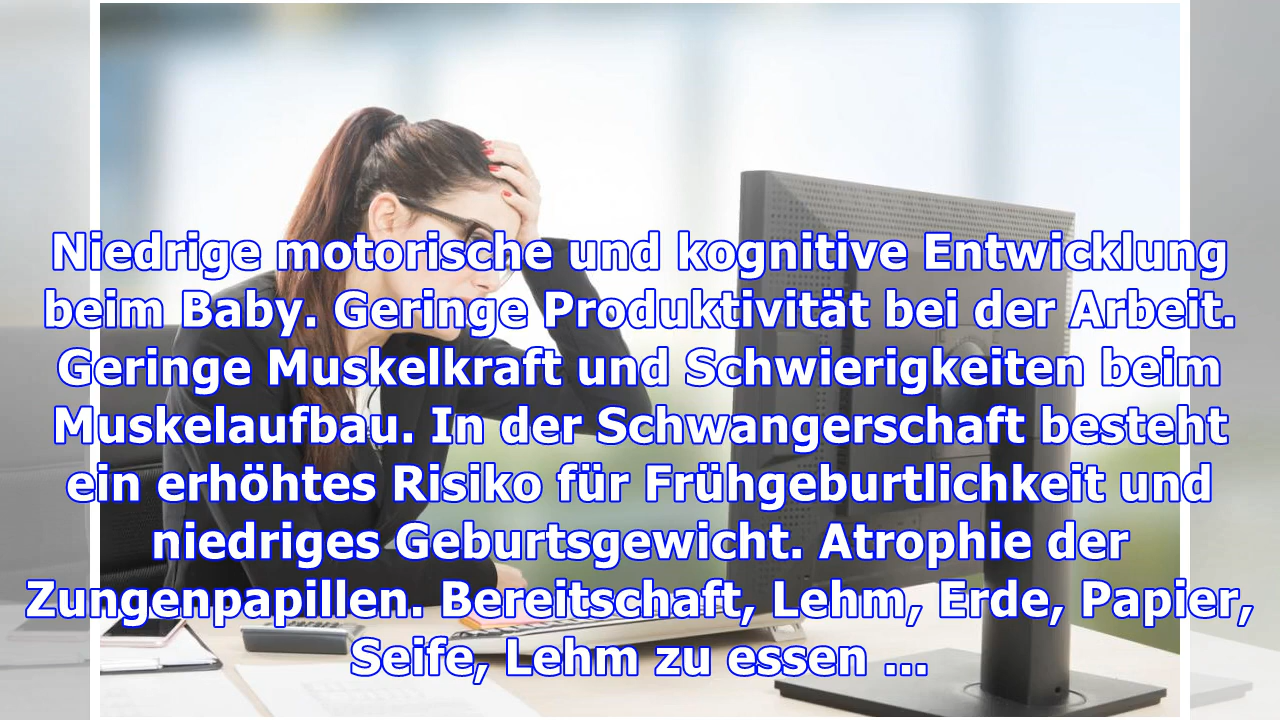 Niedrige motorische und kognitive Entwicklung
beim Baby. Geringe Produktivität bei der Arbeit.
Geringe Muskelkraft und Schwierigkeiten beim
Muskelaufbau. In der Schwangerschaft besteht
ein erhöhtes Risiko für Frühgeburtlichkeit und
niedriges Geburtsgewicht. Atrophie der
Zungenpapillen. Bereitschaft, Lehm, Erde, Papier,
Seife, Lehm zu essen ...